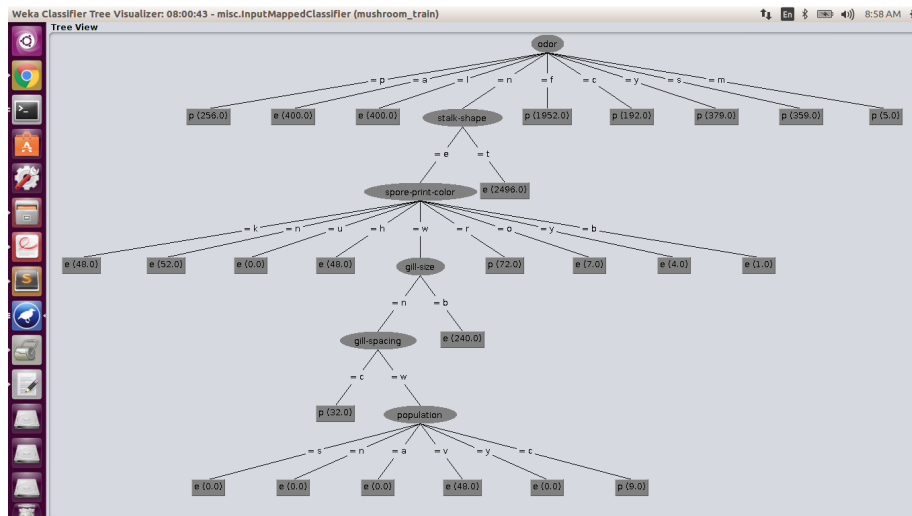 Weka Classifier Tree Visualizer: 08:00:43 - misc.InputMappedClassifier (mushroom_train) En 8:58 AM
Tree View
odor
= p = a = l = n = f = c = y = s = m
p (256.0) e (400.0) e (400.0) stalk-shape p (1952.0) p (192.0) p (379.0) p (359.0) p (5.0)
= e = t
spore-print-color e (2496.0)
= k = n = u = h = w = r = o = y = b
e (48.0) e (52.0) e (0.0) e (48.0) gill-size p (72.0) e (7.0) e (4.0) e (1.0)
= n = b
gill-spacing e (240.0)
= c = w
p (32.0) population
= s = n = a = v = y = c
e (0.0) e (0.0) e (0.0) e (48.0) e (0.0) p (9.0)